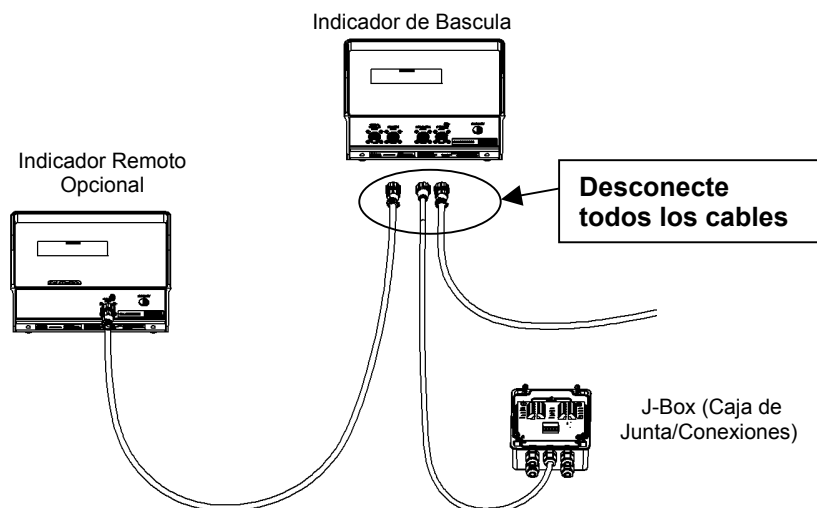 Indicador de Bascula
Indicador Remoto
Opcional
Desconecte
todos los cables
J-Box (Caja de
Junta/Conexiones)